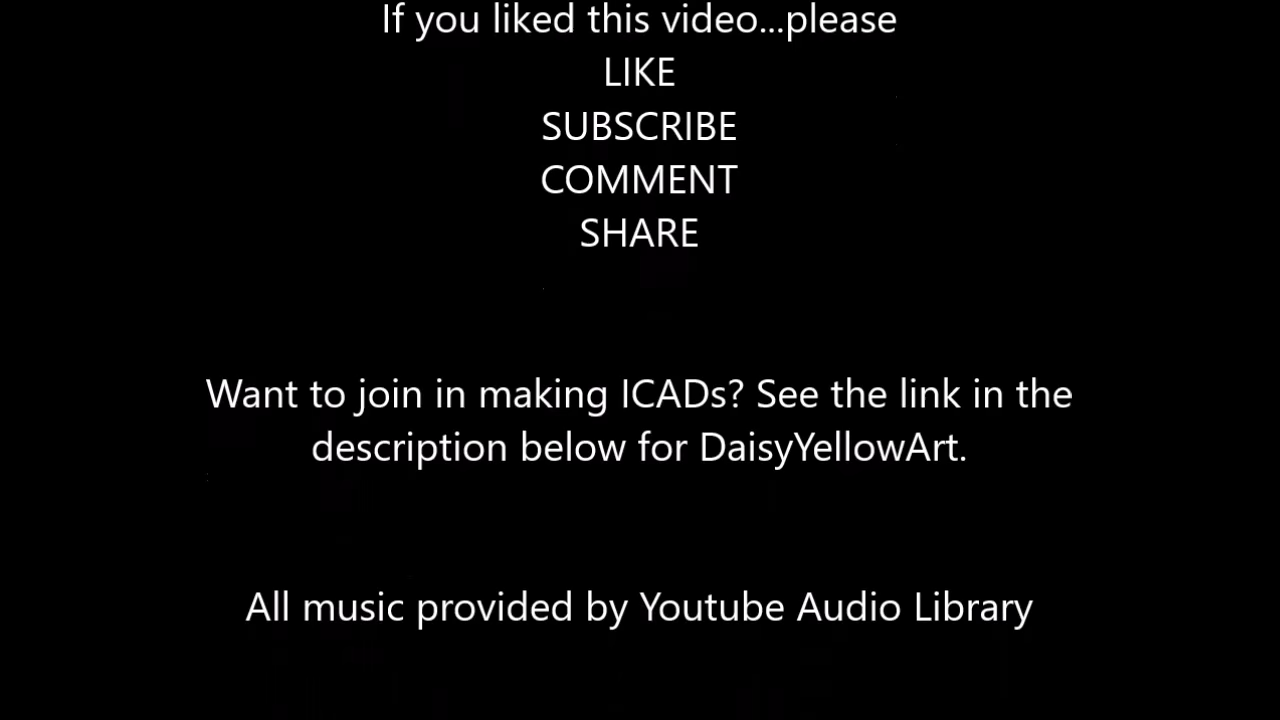 If you liked this video...please
LIKE
SUBSCRIBE
COMMENT
SHARE
Want to join in making ICADs? See the link in the
description below for DaisyYellowArt.
All music provided by Youtube Audio Library